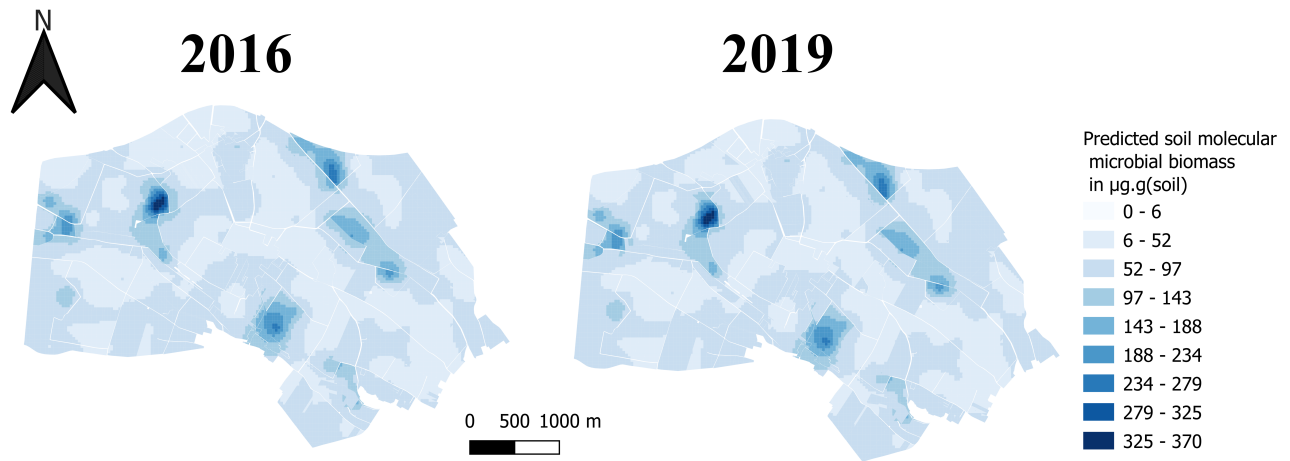 N
2016
2019
Predicted soil molecular
microbial biomass
in µg.g(soil)
0 - 6
6 - 52
52 - 97
97 - 143
143 - 188
188 - 234
234 - 279
279 - 325
325 - 370
0 500 1000 m